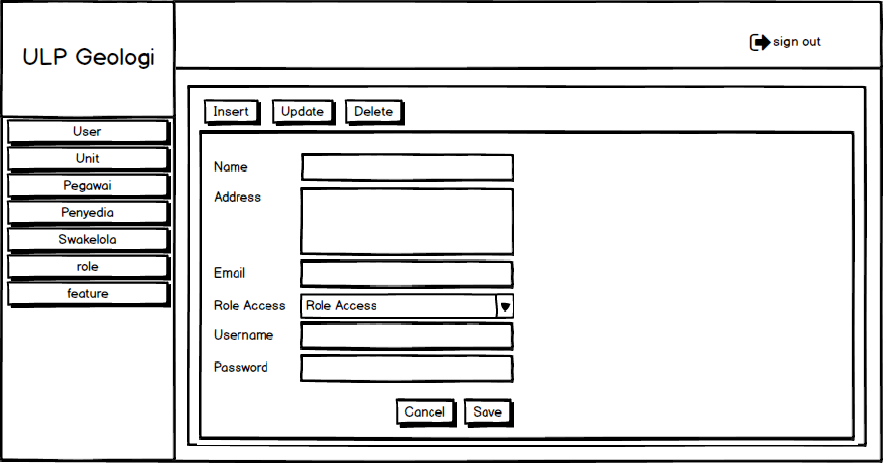 ULP Geologi
sign out
User
Unit
Pegawai
Penyedia
Swakelola
role
feature
Insert Update Delete
Name
Address
Email
Role Access Role Access
Username
Password
Cancel Save